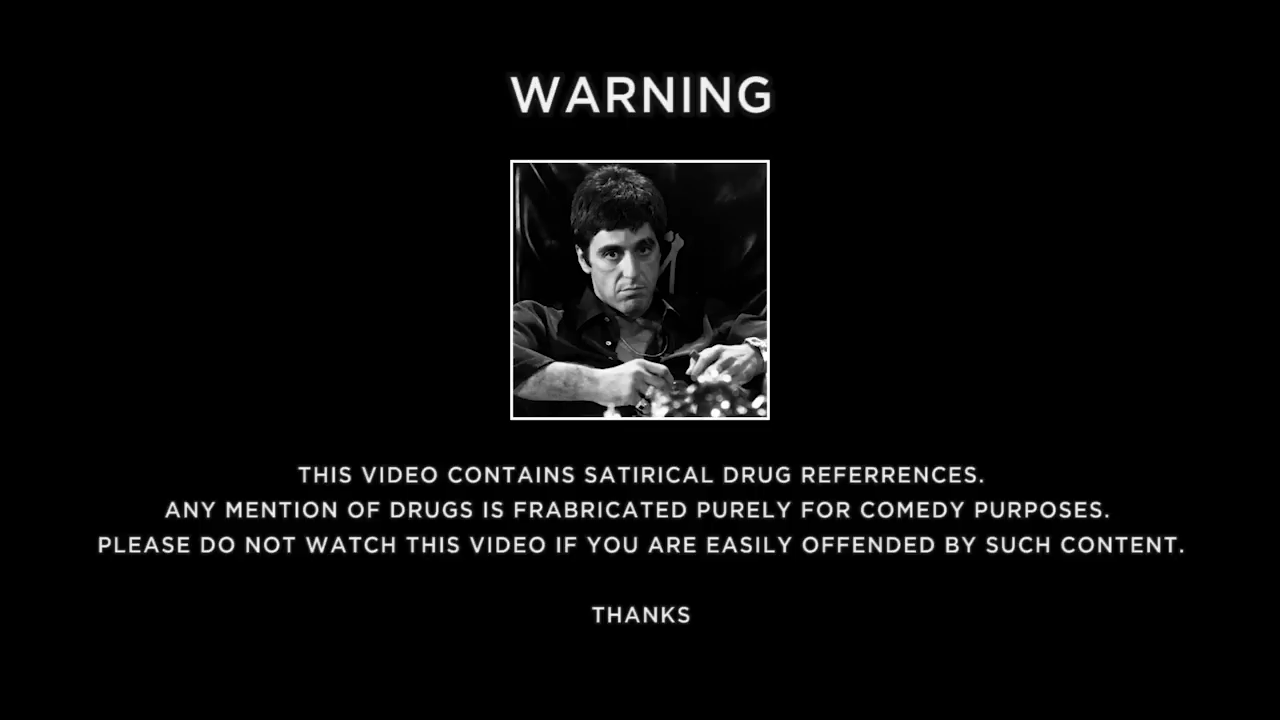 WARNING
THIS VIDEO CONTAINS SATIRICAL DRUG REFERRENCES.
ANY MENTION OF DRUGS IS FRABRICATED PURELY FOR COMEDY PURPOSES.
PLEASE DO NOT WATCH THIS VIDEO IF YOU ARE EASILY OFFENDED BY SUCH CONTENT.
THANKS